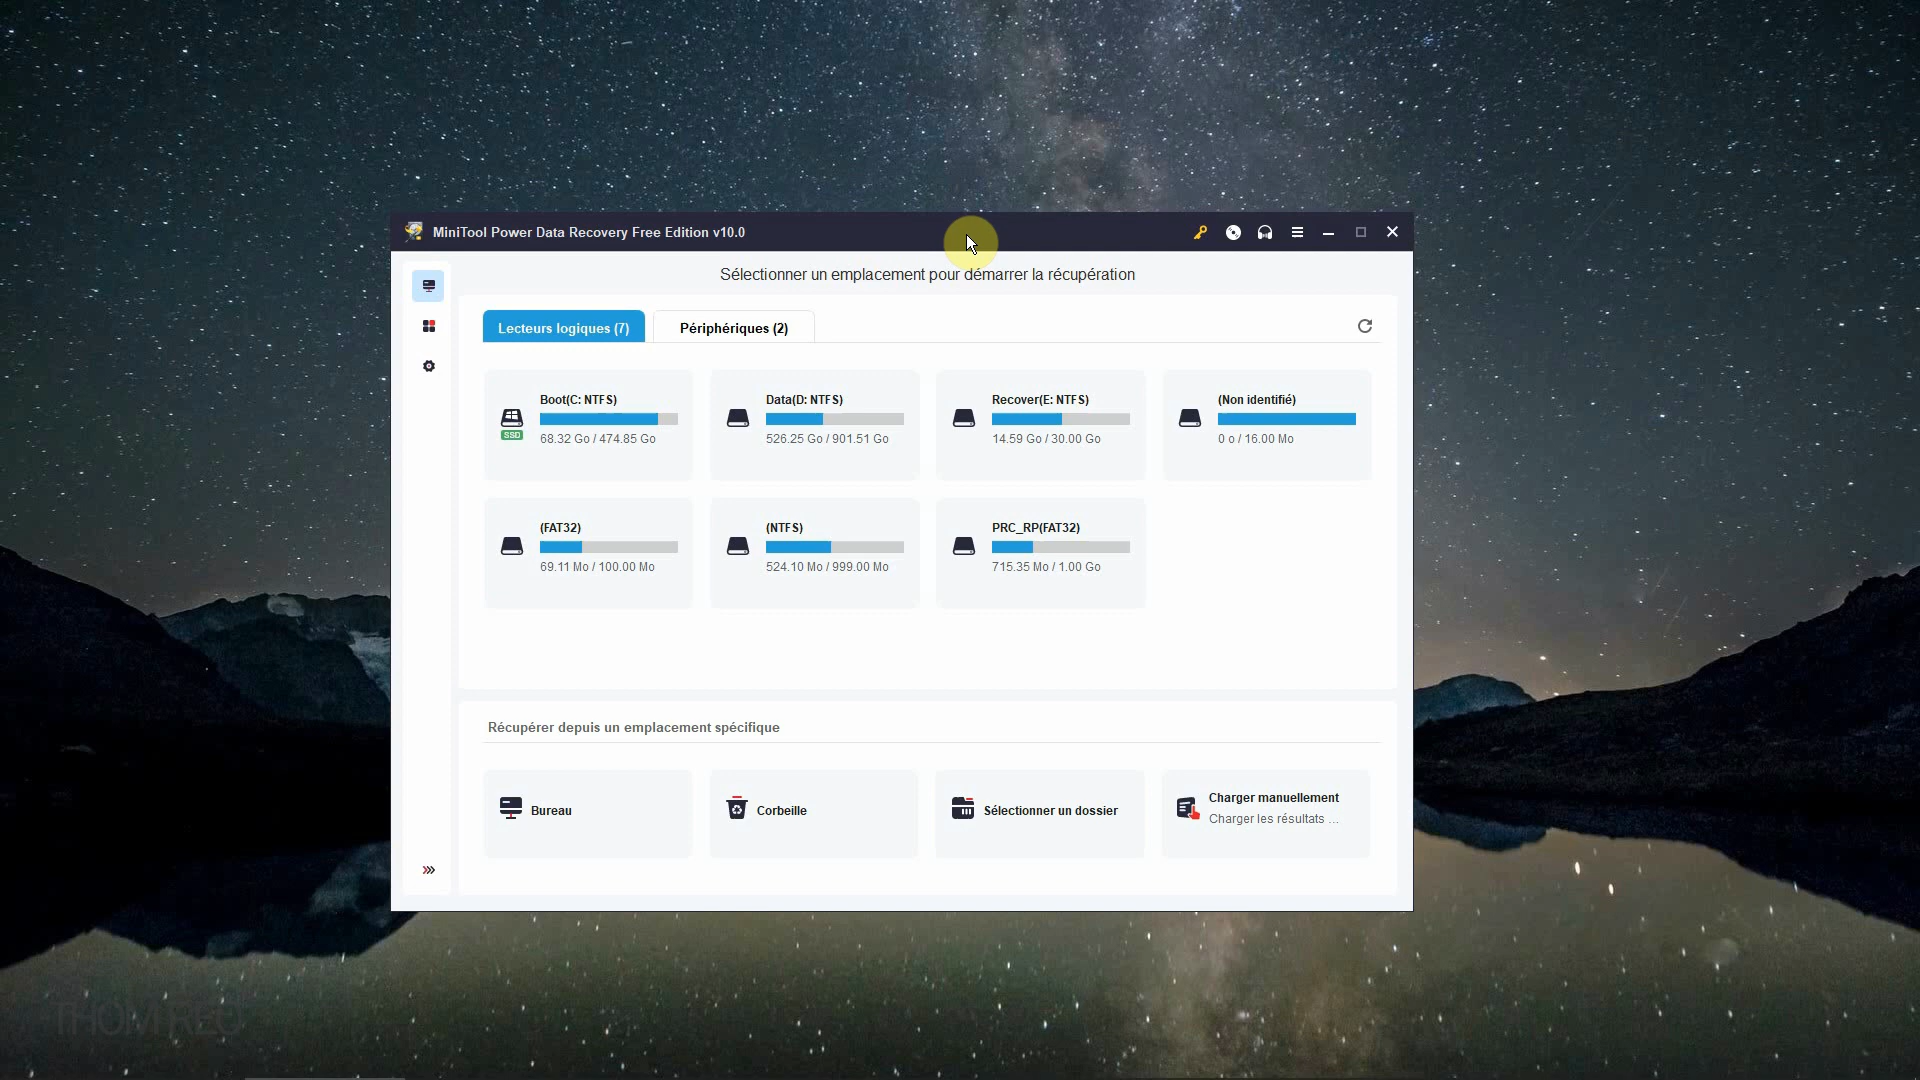 MiniTool Power Data Recovery Free Edition v10.0
Sélectionner un emplacement pour démarrer la récupération
Lecteurs logiques (7)
Périphériques (2)
Boot(C: NTFS)
SSD
68.32 Go / 474.85 Go
Data(D: NTFS)
526.25 Go / 901.51 Go
Recover(E: NTFS)
14.59 Go / 30.00 Go
(Non identifié)
0 o / 16.00 Mo
(FAT32)
69.11 Mo / 100.00 Mo
(NTFS)
524.10 Mo / 999.00 Mo
PRC_RP(FAT32)
715.35 Mo / 1.00 Go
Récupérer depuis un emplacement spécifique
Bureau
Corbeille
Sélectionner un dossier
Charger manuellement
Charger les résultats ...